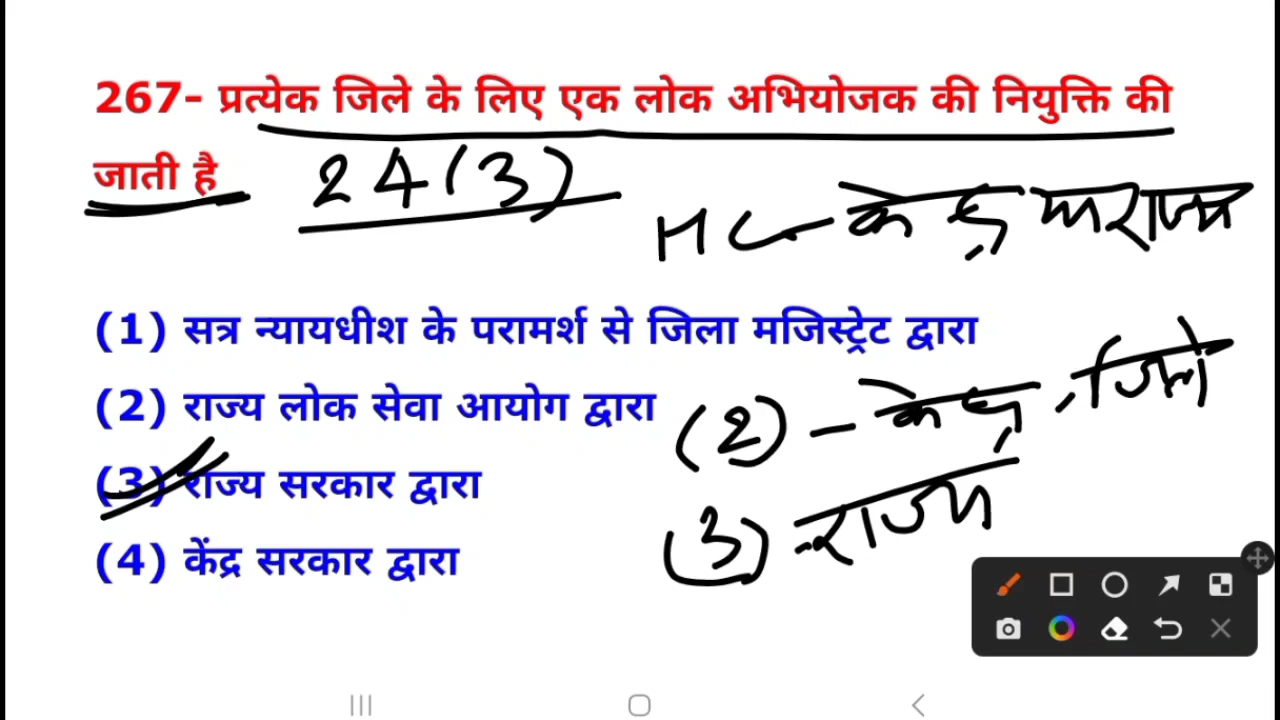 267- प्रत्येक जिले के लिए एक लोक अभियोजक की नियुक्ति की
जाती है
24(3)
HC - केन्द्र या राज्य
(1) सत्र न्यायधीश के परामर्श से जिला मजिस्ट्रेट द्वारा
(2) राज्य लोक सेवा आयोग द्वारा
(2) - केन्द्र, जिले
(3) राज्य सरकार द्वारा
(3) - राज्य
(4) केंद्र सरकार द्वारा